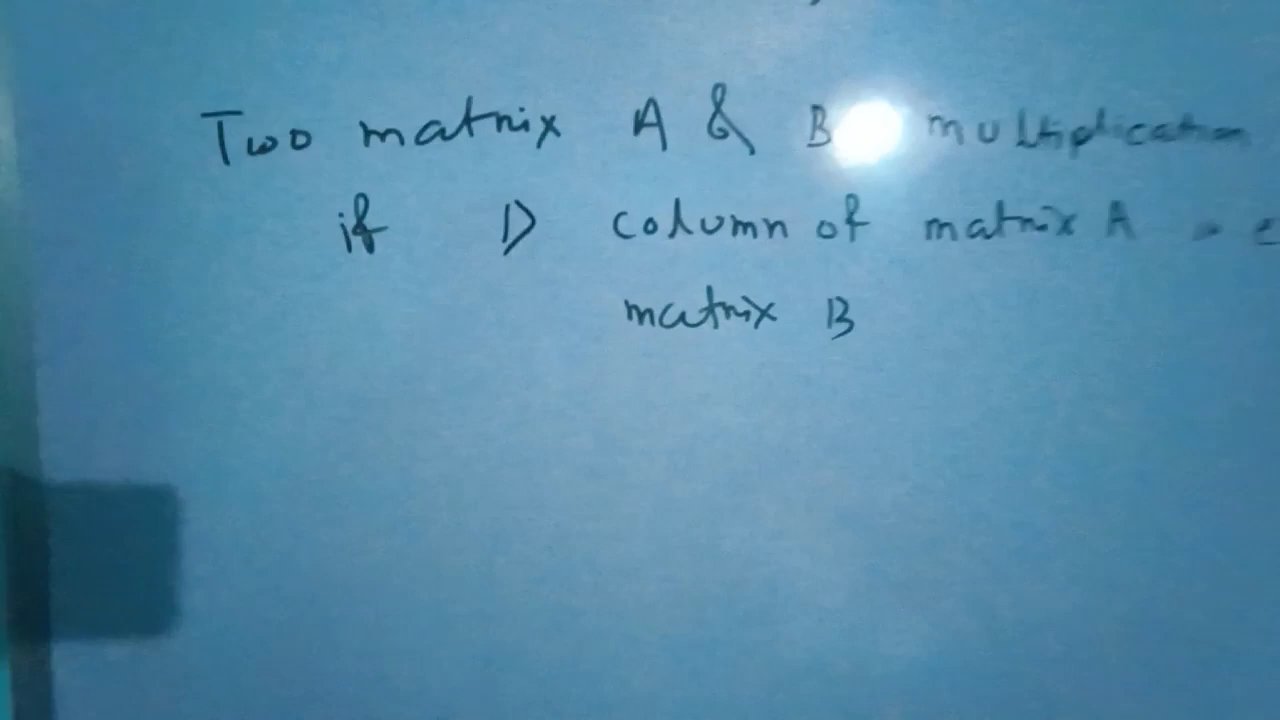 Two matrix A & B multiplication
if 1) column of matrix A
matrix B